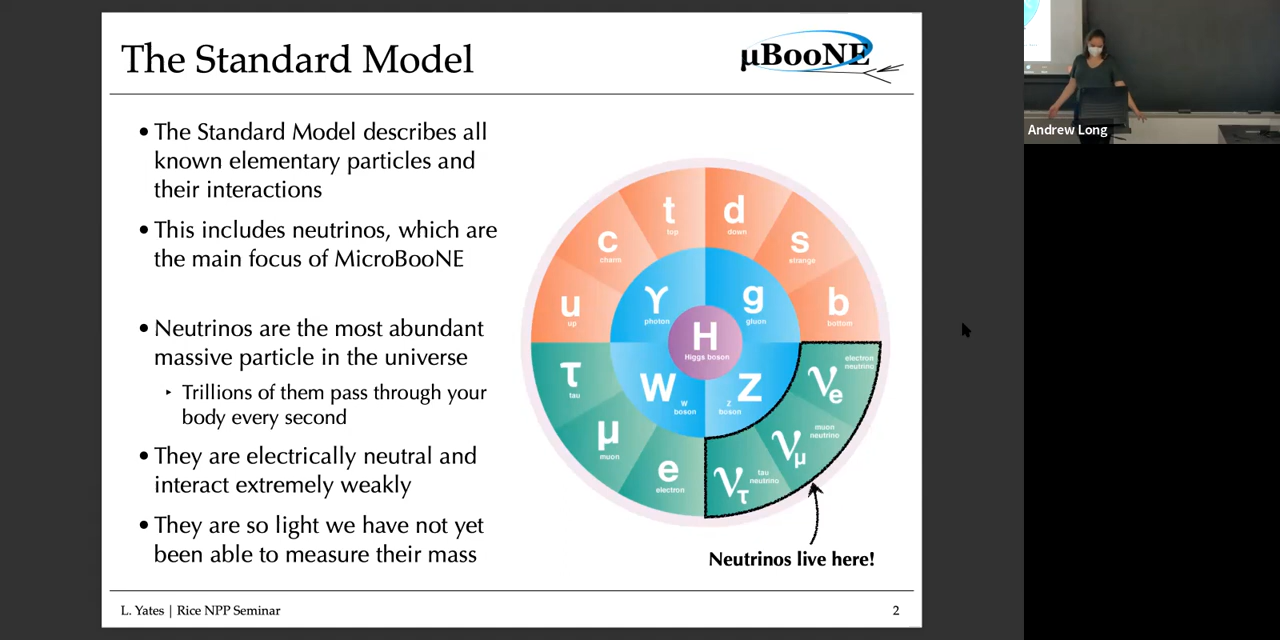 The Standard Model
µBooNE
• The Standard Model describes all
known elementary particles and
their interactions
• This includes neutrinos, which are
the main focus of MicroBooNE
• Neutrinos are the most abundant
massive particle in the universe
‣ Trillions of them pass through your
body every second
• They are electrically neutral and
interact extremely weakly
• They are so light we have not yet
been able to measure their mass
t
top
d
down
c
charm
s
strange
u
up
b
bottom
γ
photon
g
gluon
H
Higgs boson
W
W
boson
Z
Z
boson
τ
tau
μ
muon
e
electron
νe
electron
neutrino
νμ
muon
neutrino
ντ
tau
neutrino
Neutrinos live here!
L. Yates | Rice NPP Seminar
2
Andrew Long